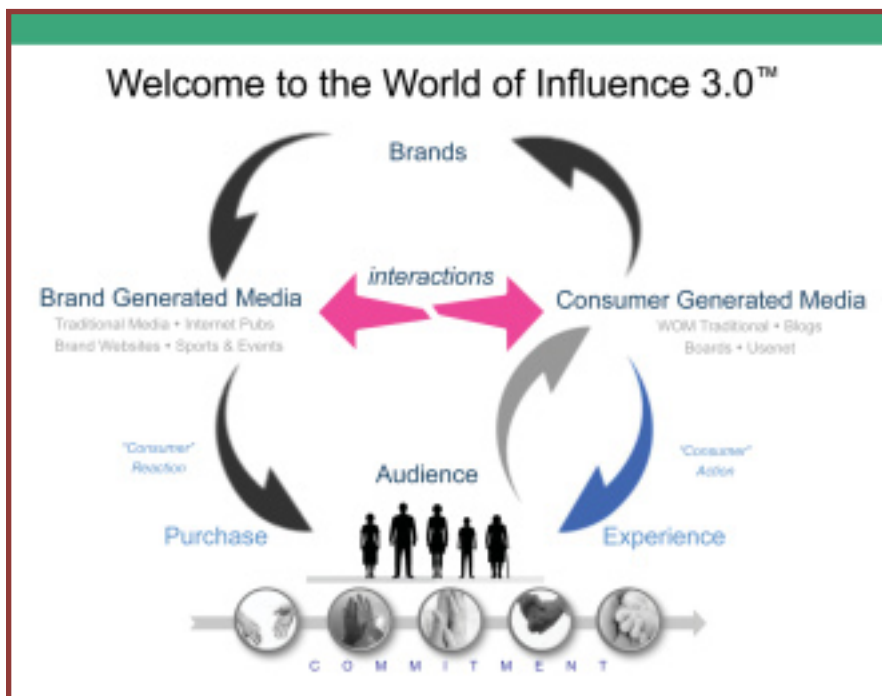 Welcome to the World of Influence 3.0™
Brands
interactions
Brand Generated Media
Traditional Media • Internet Pubs
Brand Websites • Sports & Events
Consumer Generated Media
WOM Traditional • Blogs
Boards • Usenet
"Consumer"
Reaction
Audience
"Consumer"
Action
Purchase
Experience
COMMITMENT